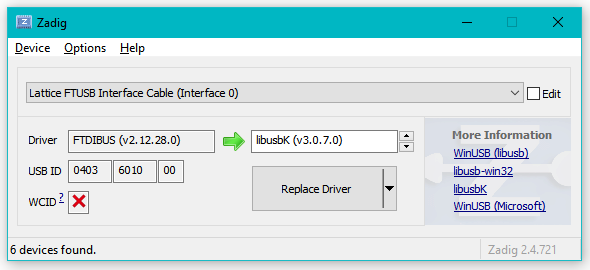 Zadig
Device Options Help
Lattice FTUSB Interface Cable (Interface 0)
Edit
Driver FTDIBUS (v2.12.28.0) libusbK (v3.0.7.0)
More Information
WinUSB (libusb)
libusb-win32
libusbK
WinUSB (Microsoft)
USB ID 0403 6010 00
WCID ?
Replace Driver
6 devices found.
Zadig 2.4.721